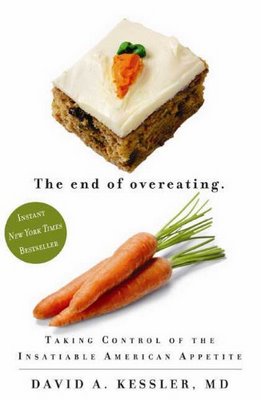 The end of overeating.
INSTANT
NEW YORK TIMES
BESTSELLER
TAKING CONTROL OF THE
INSATIABLE AMERICAN APPETITE
DAVID A. KESSLER, MD